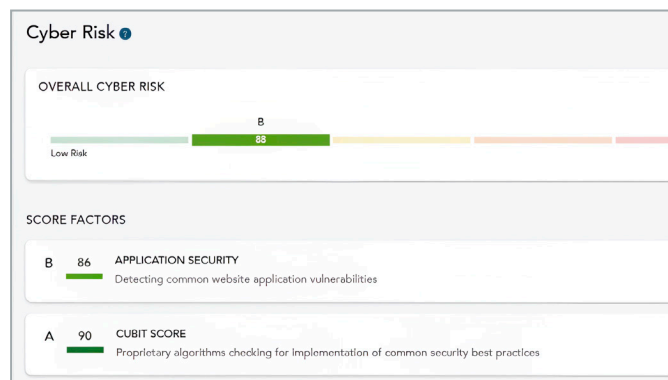 Cyber Risk ?
OVERALL CYBER RISK
B
88
Low Risk
SCORE FACTORS
B 86 APPLICATION SECURITY
Detecting common website application vulnerabilities
A 90 CUBIT SCORE
Proprietary algorithms checking for implementation of common security best practices